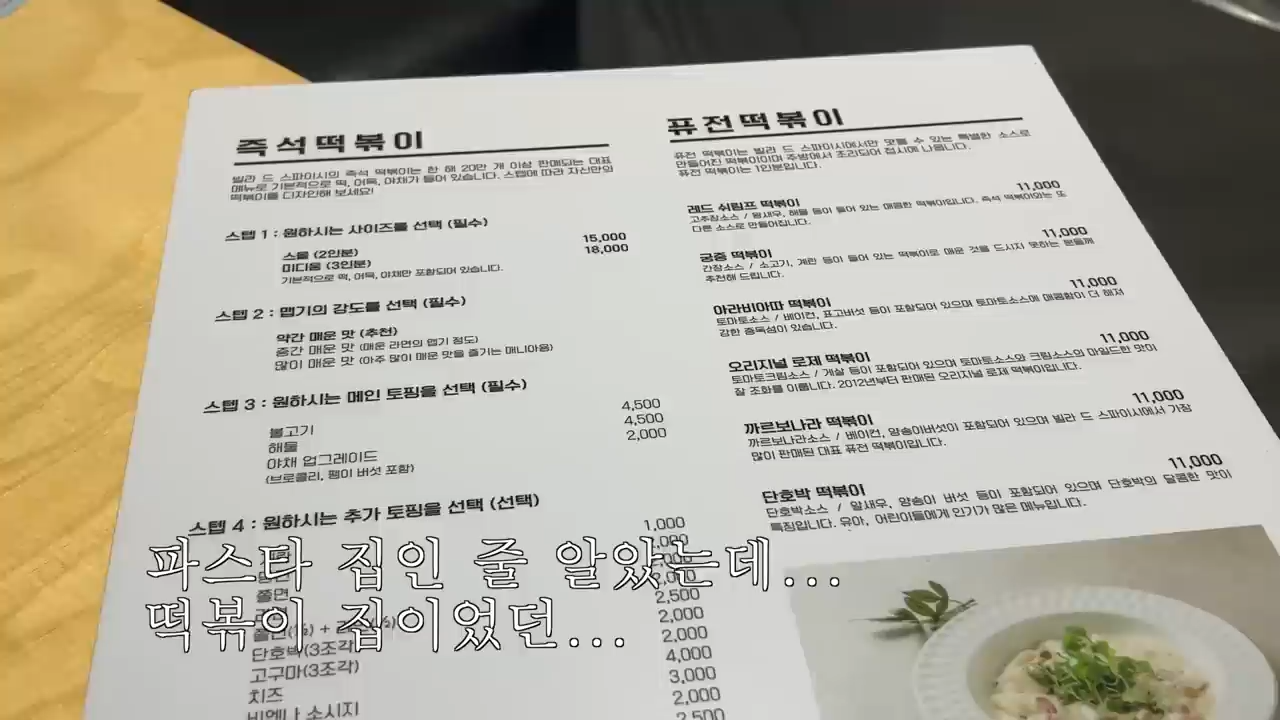 즉석떡볶이
빌라 드 스파이시의 즉석 떡볶이는 한 해 20만 개 이상 판매되는 대표
메뉴로 기본적으로 떡, 어묵, 야채가 들어 있습니다. 스텝에 따라 자신만의
떡볶이를 디자인해 보세요!
스텝 1 : 원하시는 사이즈를 선택 (필수)
스몰 (2인분) 15,000
미디움 (3인분) 18,000
기본적으로 떡, 어묵, 야채만 포함되어 있습니다.
스텝 2 : 맵기의 강도를 선택 (필수)
약간 매운 맛 (추천)
중간 매운 맛 (매운 라면의 맵기 정도)
많이 매운 맛 (아주 많이 매운 맛을 즐기는 매니아용)
스텝 3 : 원하시는 메인 토핑을 선택 (필수)
불고기 4,500
해물 4,500
야채 업그레이드 2,000
(브로콜리, 팽이 버섯 포함)
스텝 4 : 원하시는 추가 토핑을 선택 (선택)
1,000
쫄면 2,500
2,000
단호박(3조각) 2,000
고구마(3조각) 4,000
치즈 3,000
비엔나 소시지 2,000
2,500
퓨전떡볶이
퓨전 떡볶이는 빌라 드 스파이시에서만 맛볼 수 있는 특별한 소스로
만들어진 떡볶이이며 주방에서 조리되어 접시에 나옵니다.
퓨전 떡볶이는 1인분입니다.
레드 쉬림프 떡볶이 11,000
고추장소스 / 왕새우, 해물 등이 들어 있는 매콤한 떡볶이입니다. 즉석 떡볶이와는 또
다른 소스로 만들어집니다.
궁중 떡볶이 11,000
간장소스 / 소고기, 계란 등이 들어 있는 떡볶이로 매운 것을 드시지 못하는 분들께
추천해 드립니다.
아라비아따 떡볶이 11,000
토마토소스 / 베이컨, 표고버섯 등이 포함되어 있으며 토마토소스에 매콤함이 더 해져
강한 중독성이 있습니다.
오리지널 로제 떡볶이 11,000
토마토크림소스 / 게살 등이 포함되어 있으며 토마토소스와 크림소스의 마일드한 맛이
잘 조화를 이룹니다. 2012년부터 판매된 오리지널 로제 떡볶이입니다.
까르보나라 떡볶이 11,000
까르보나라소스 / 베이컨, 양송이버섯이 포함되어 있으며 빌라 드 스파이시에서 가장
많이 판매된 대표 퓨전 떡볶이입니다.
단호박 떡볶이 11,000
단호박소스 / 알새우, 양송이 버섯 등이 포함되어 있으며 단호박의 달콤한 맛이
특징입니다. 유아, 어린이들에게 인기가 많은 메뉴입니다.
파스타 집인 줄 알았는데...
떡볶이 집이었던...